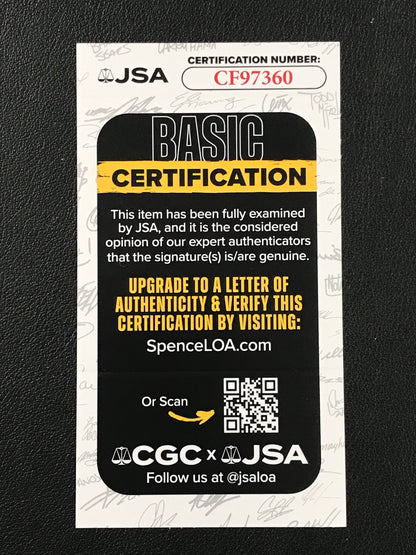 JSA
CERTIFICATION NUMBER:
CF97360
BASIC
CERTIFICATION
This item has been fully examined
by JSA, and it is the considered
opinion of our expert authenticators
that the signature(s) is/are genuine.
UPGRADE TO A LETTER OF
AUTHENTICITY & VERIFY THIS
CERTIFICATION BY VISITING:
SpenceLOA.com
Or Scan
CGC x JSA
Follow us at @jsaloa